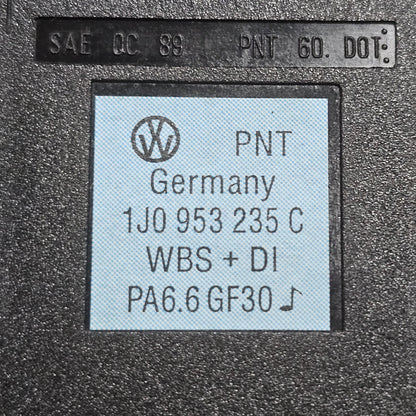 SAE QC 89 PNT 60. DOT
PNT
Germany
1J0 953 235 C
WBS + DI
PA6.6 GF30